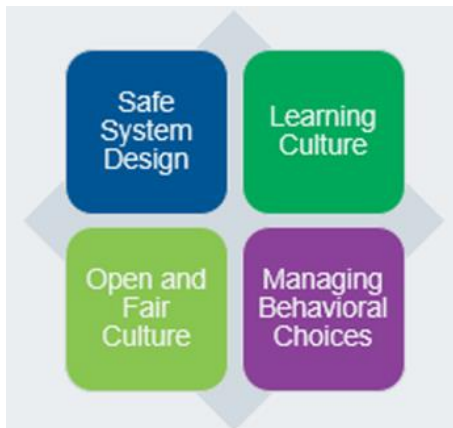 Safe
System
Design
Learning
Culture
Open and
Fair
Culture
Managing
Behavioral
Choices